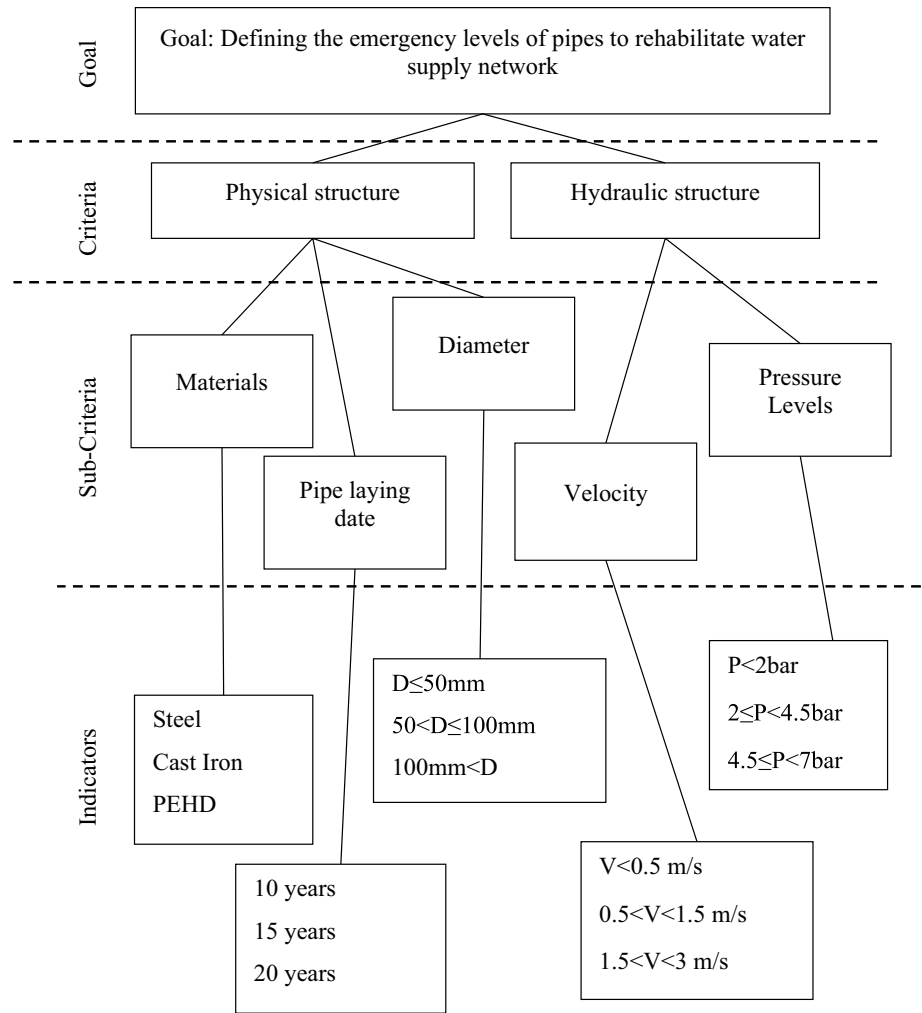 Goal
Goal: Defining the emergency levels of pipes to rehabilitate water
supply network
Criteria
Physical structure
Hydraulic structure
Sub-Criteria
Materials
Pipe laying
date
Diameter
Velocity
Pressure
Levels
Indicators
Steel
Cast Iron
PEHD
10 years
15 years
20 years
D≤50mm
50<D≤100mm
100mm<D
V<0.5 m/s
0.5<V<1.5 m/s
1.5<V<3 m/s
P<2bar
2≤P<4.5bar
4.5≤P<7bar